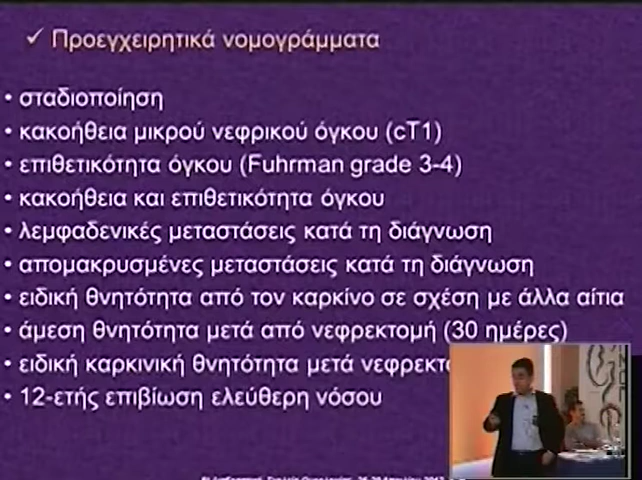 ✓ Προεγχειρητικά νομογράμματα
• σταδιοποίηση
• κακοήθεια μικρού νεφρικού όγκου (cT1)
• επιθετικότητα όγκου (Fuhrman grade 3-4)
• κακοήθεια και επιθετικότητα όγκου
• λεμφαδενικές μεταστάσεις κατά τη διάγνωση
• απομακρυσμένες μεταστάσεις κατά τη διάγνωση
• ειδική θνητότητα από τον καρκίνο σε σχέση με άλλα αίτια
• άμεση θνητότητα μετά από νεφρεκτομή (30 ημέρες)
• ειδική καρκινική θνητότητα μετά νεφρεκτο
• 12-ετής επιβίωση ελεύθερη νόσου